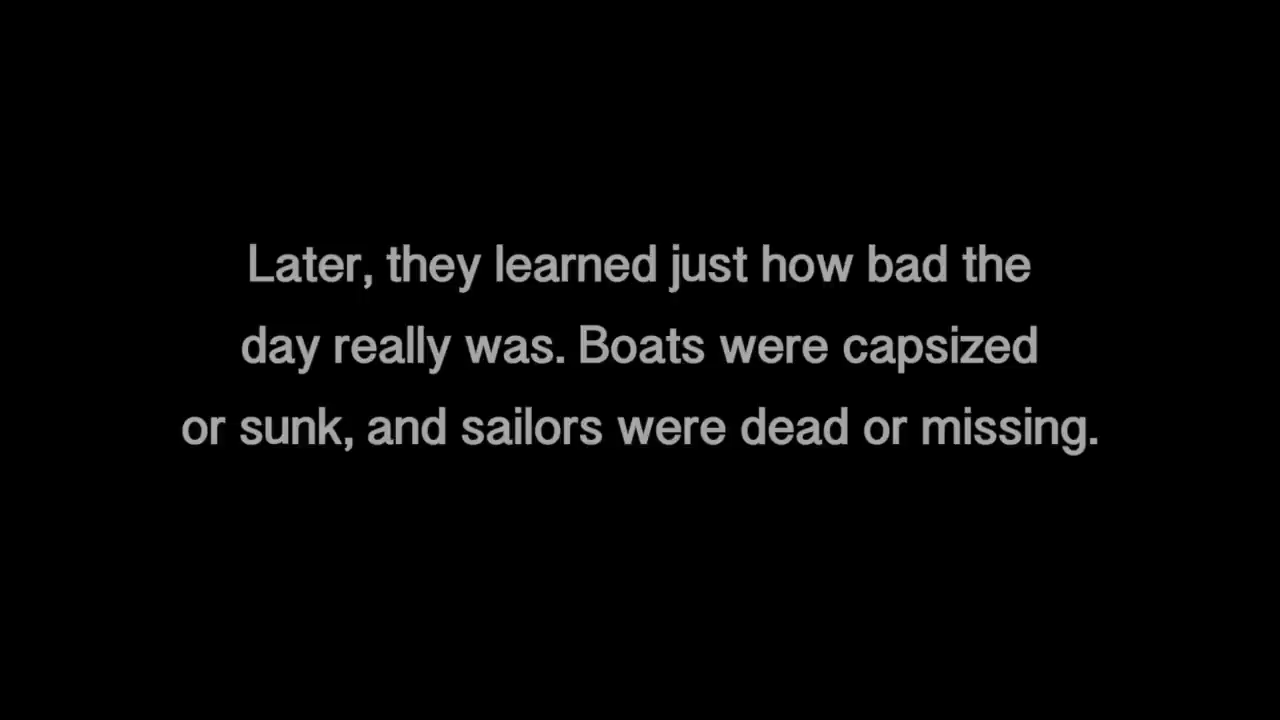 Later, they learned just how bad the
day really was. Boats were capsized
or sunk, and sailors were dead or missing.